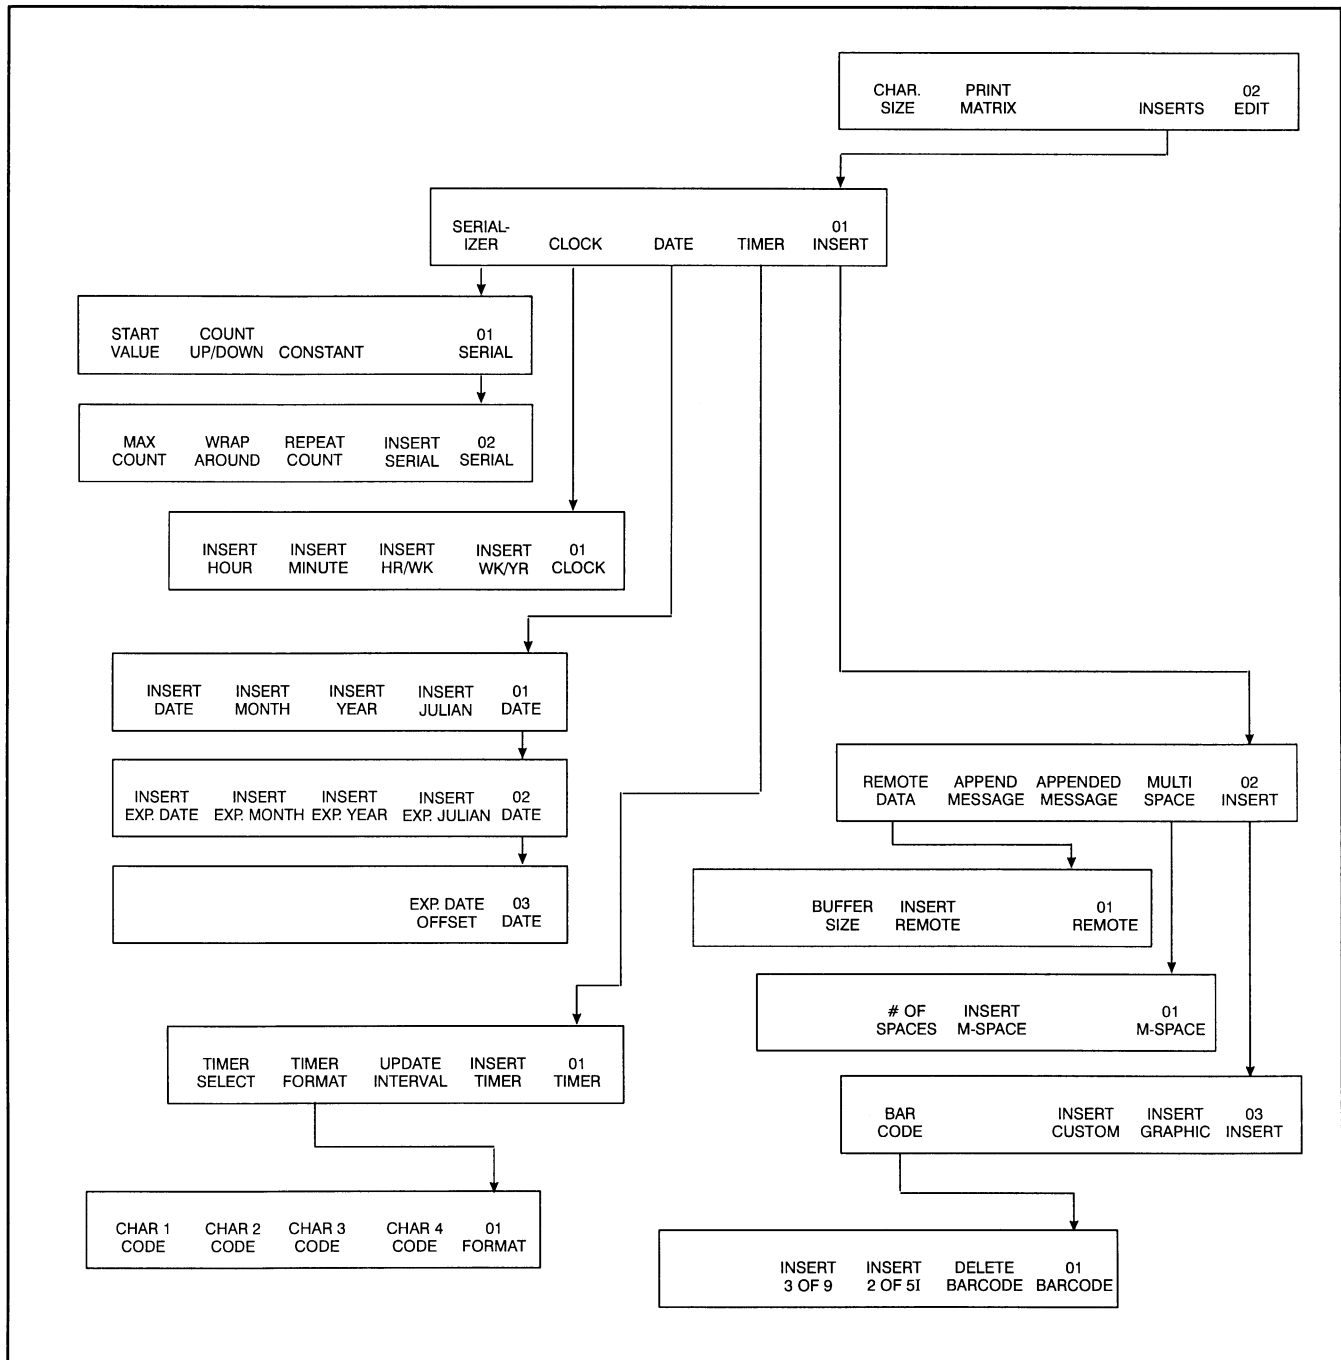 CHAR. PRINT 02
SIZE MATRIX INSERTS EDIT
SERIAL- 01
IZER CLOCK DATE TIMER INSERT
START COUNT 01
VALUE UP/DOWN CONSTANT SERIAL
MAX WRAP REPEAT INSERT 02
COUNT AROUND COUNT SERIAL SERIAL
INSERT INSERT INSERT INSERT 01
HOUR MINUTE HR/WK WK/YR CLOCK
INSERT INSERT INSERT INSERT 01
DATE MONTH YEAR JULIAN DATE
INSERT INSERT INSERT INSERT 02
EXP. DATE EXP. MONTH EXP. YEAR EXP. JULIAN DATE
EXP. DATE 03
OFFSET DATE
TIMER TIMER UPDATE INSERT 01
SELECT FORMAT INTERVAL TIMER TIMER
CHAR 1 CHAR 2 CHAR 3 CHAR 4 01
CODE CODE CODE CODE FORMAT
REMOTE APPEND APPENDED MULTI 02
DATA MESSAGE MESSAGE SPACE INSERT
BUFFER INSERT 01
SIZE REMOTE REMOTE
# OF INSERT 01
SPACES M-SPACE M-SPACE
BAR INSERT INSERT 03
CODE CUSTOM GRAPHIC INSERT
INSERT INSERT DELETE 01
3 OF 9 2 OF 5I BARCODE BARCODE